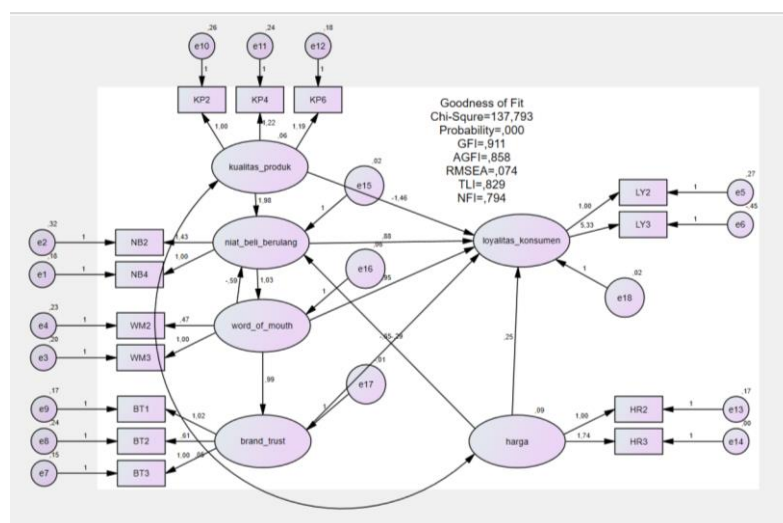 ,26
,24
,18
e10
e11
e12
1
1
1
KP2
KP4
KP6
1,00
1,22
1,19
,06
kualitas_produk
Goodness of Fit
Chi-Squre=137,793
Probability=,000
GFI=,911
AGFI=,858
RMSEA=,074
TLI=,829
NFI=,794
,02
e15
1
1,98
-1,46
,32
e2
1
NB2
1,43
niat_beli_berulang
,88
loyalitas_konsumen
1,00
LY2
1
,27
e5
5,33
LY3
1
-,45
e6
,18
e1
1
NB4
1,00
-,59
1,03
e16
1
,95
,02
e18
1
,23
e4
1
WM2
,47
word_of_mouth
,20
e3
1
WM3
1,00
,25
,99
,01
e17
1
,17
e9
1
BT1
1,02
,24
e8
1
BT2
,61
brand_trust
,15
e7
1
BT3
1,00
,09
harga
1,00
HR2
1
,17
e13
1,74
HR3
1
,00
e14